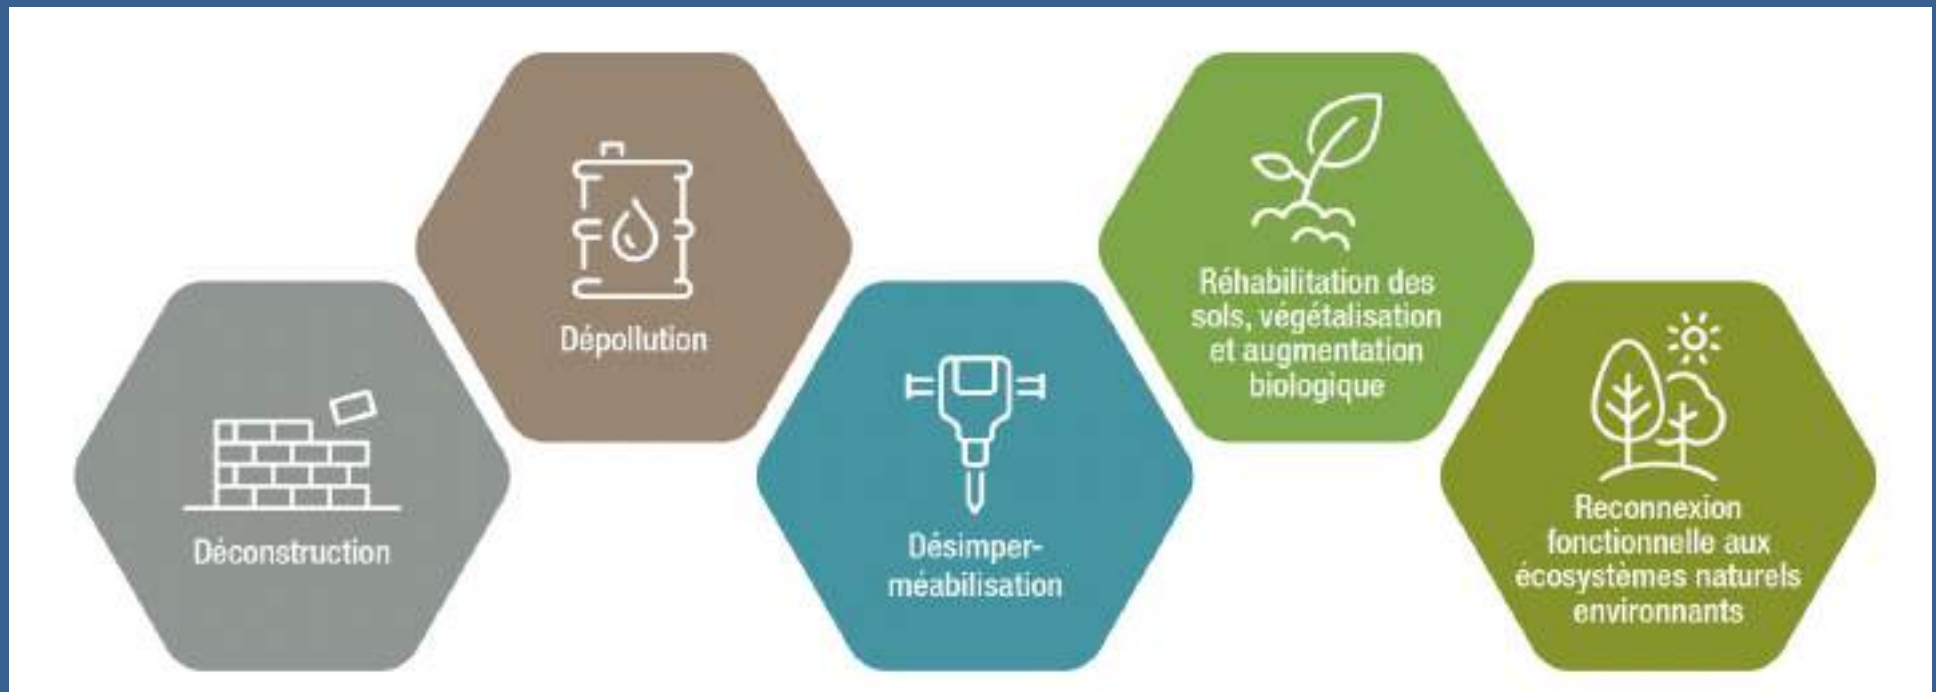 Déconstruction
Dépollution
Désimper-
méabilisation
Réhabilitation des
sols, végétalisation
et augmentation
biologique
Reconnexion
fonctionnelle aux
écosystèmes naturels
environnants